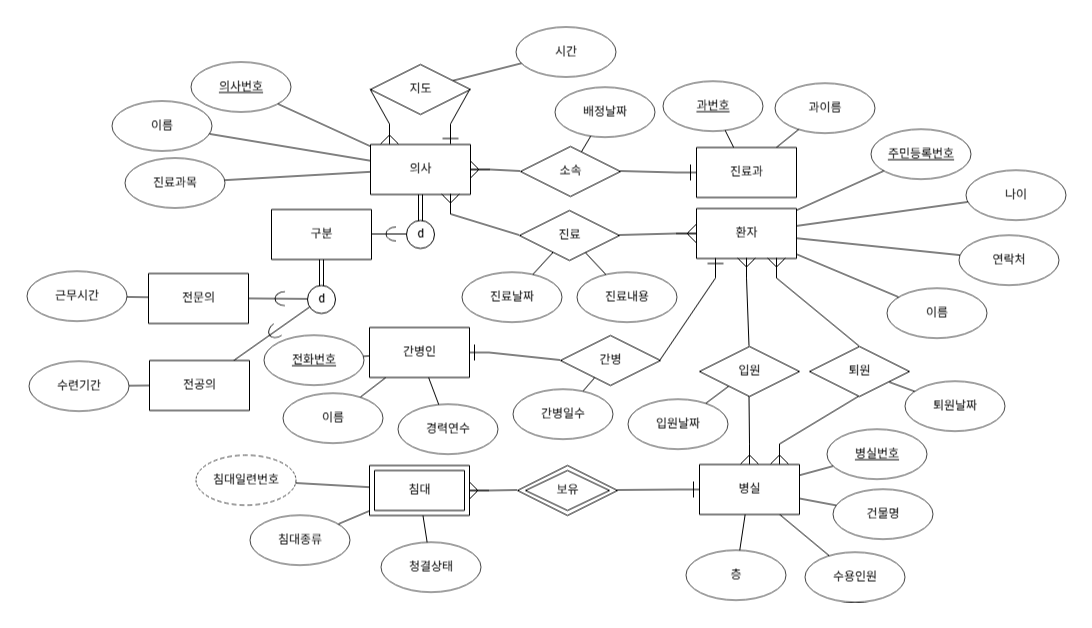 시간
지도
의사번호
배정날짜
과번호
과이름
이름
주민등록번호
의사
소속
진료과
진료과목
나이
구분
d
진료
환자
연락처
전문의
근무시간
d
진료날짜
진료내용
이름
간병인
전화번호
간병
입원
퇴원
수련기간
전공의
이름
경력연수
간병일수
입원날짜
퇴원날짜
병실번호
침대일련번호
침대
보유
병실
건물명
침대종류
청결상태
층
수용인원